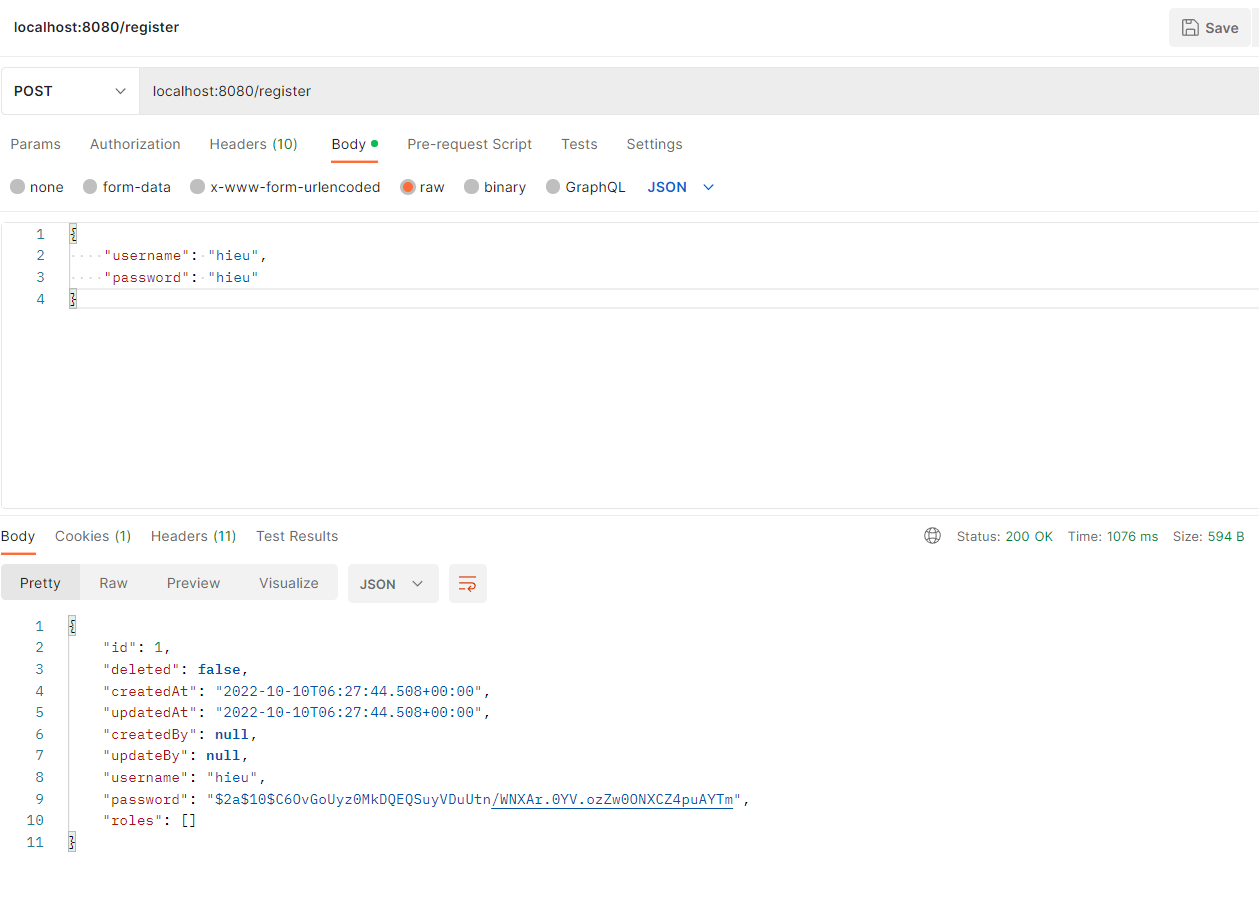 localhost:8080/register
Save
POST localhost:8080/register
Params Authorization Headers (10) Body Pre-request Script Tests Settings
none form-data x-www-form-urlencoded raw binary GraphQL JSON
1 {
2 "username": "hieu",
3 "password": "hieu"
4 }
Body Cookies (1) Headers (11) Test Results Status: 200 OK Time: 1076 ms Size: 594 B
Pretty Raw Preview Visualize JSON
1 {
2 "id": 1,
3 "deleted": false,
4 "createdAt": "2022-10-10T06:27:44.508+00:00",
5 "updatedAt": "2022-10-10T06:27:44.508+00:00",
6 "createdBy": null,
7 "updateBy": null,
8 "username": "hieu",
9 "password": "$2a$10$C6OvGoUyz0MkDQEQSuyVDuUtn/WNXAr.0YV.ozZw0ONXCZ4puAYTm",
10 "roles": []
11 }